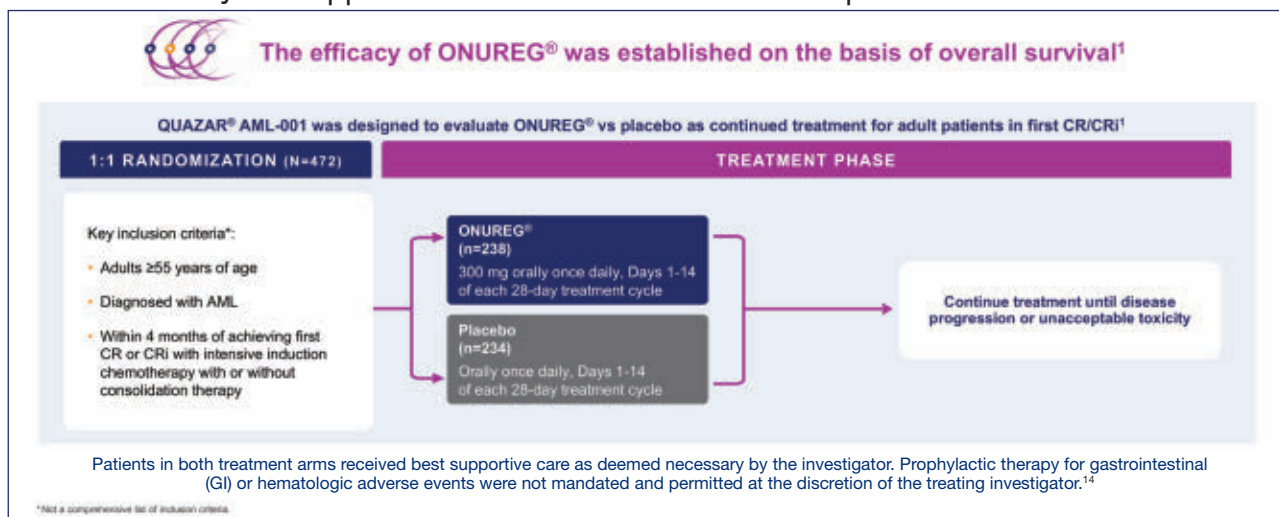 The efficacy of ONUREG® was established on the basis of overall survival¹
QUAZAR® AML-001 was designed to evaluate ONUREG® vs placebo as continued treatment for adult patients in first CR/CRi¹
1:1 RANDOMIZATION (N=472)
TREATMENT PHASE
Key inclusion criteria*:
• Adults ≥55 years of age
• Diagnosed with AML
• Within 4 months of achieving first
CR or CRi with intensive induction
chemotherapy with or without
consolidation therapy
ONUREG®
(n=238)
300 mg orally once daily, Days 1-14
of each 28-day treatment cycle
Placebo
(n=234)
Orally once daily, Days 1-14
of each 28-day treatment cycle
Continue treatment until disease
progression or unacceptable toxicity
Patients in both treatment arms received best supportive care as deemed necessary by the investigator. Prophylactic therapy for gastrointestinal
(GI) or hematologic adverse events were not mandated and permitted at the discretion of the treating investigator.¹⁴
*Not a comprehensive list of inclusion criteria.